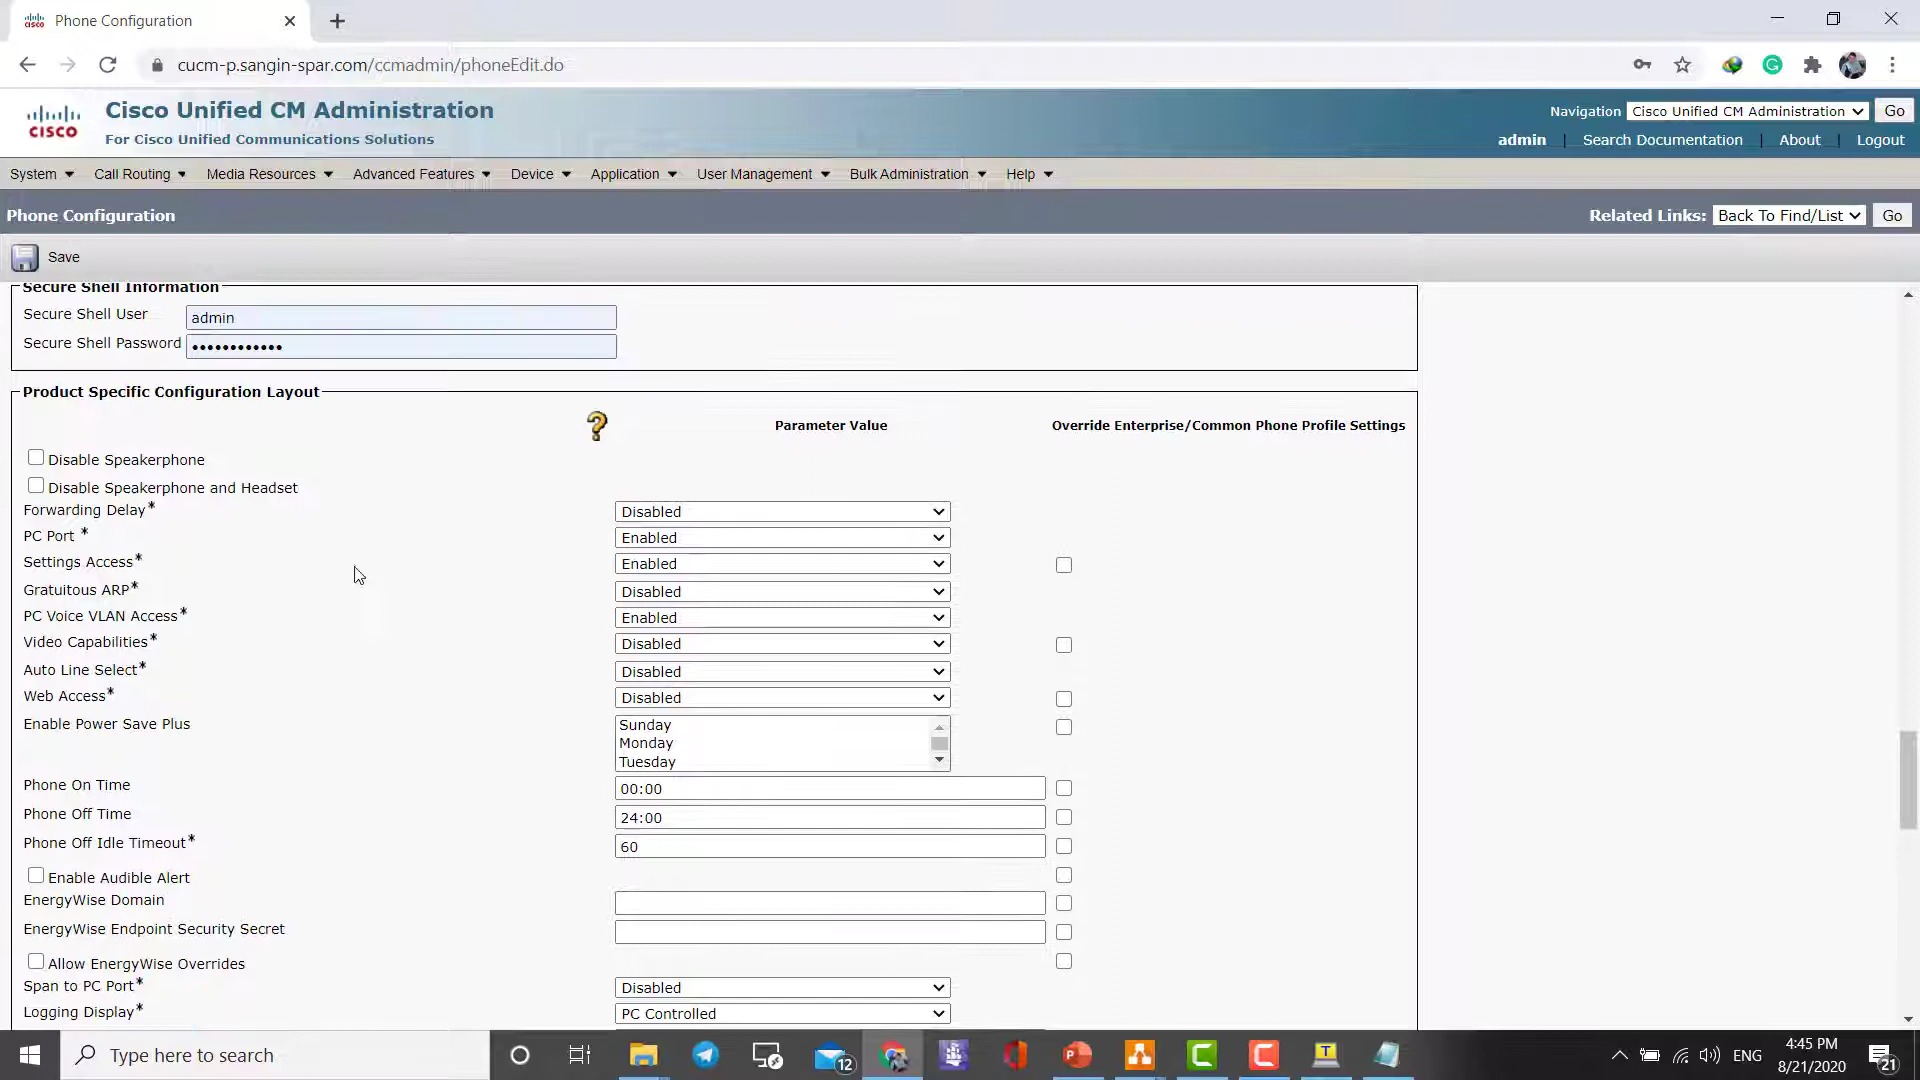 Phone Configuration
cucm-p.sangin-spar.com/ccmadmin/phoneEdit.do
CISCO
Cisco Unified CM Administration
For Cisco Unified Communications Solutions
Navigation Cisco Unified CM Administration Go
admin | Search Documentation | About | Logout
System Call Routing Media Resources Advanced Features Device Application User Management Bulk Administration Help
Phone Configuration
Related Links: Back To Find/List Go
Save
Secure Shell Information
Secure Shell User admin
Secure Shell Password ••••••••••••
Product Specific Configuration Layout
? Parameter Value Override Enterprise/Common Phone Profile Settings
Disable Speakerphone
Disable Speakerphone and Headset
Forwarding Delay* Disabled
PC Port * Enabled
Settings Access* Enabled
Gratuitous ARP* Disabled
PC Voice VLAN Access* Enabled
Video Capabilities* Disabled
Auto Line Select* Disabled
Web Access* Disabled
Enable Power Save Plus Sunday
Monday
Tuesday
Phone On Time 00:00
Phone Off Time 24:00
Phone Off Idle Timeout* 60
Enable Audible Alert
EnergyWise Domain
EnergyWise Endpoint Security Secret
Allow EnergyWise Overrides
Span to PC Port* Disabled
Logging Display* PC Controlled
Type here to search
12
ENG
4:45 PM
8/21/2020
21